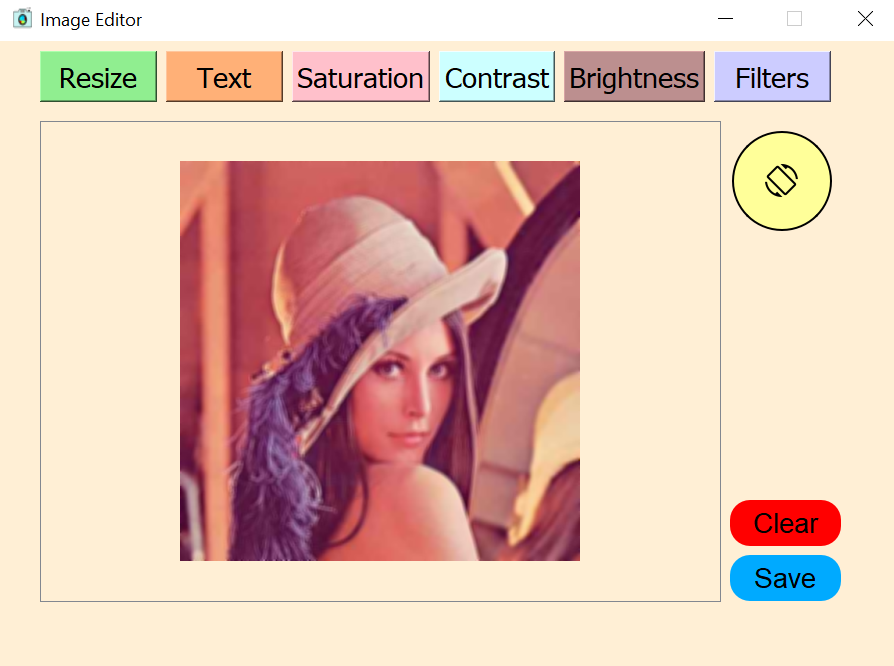 Image Editor
Resize Text Saturation Contrast Brightness Filters
Clear
Save